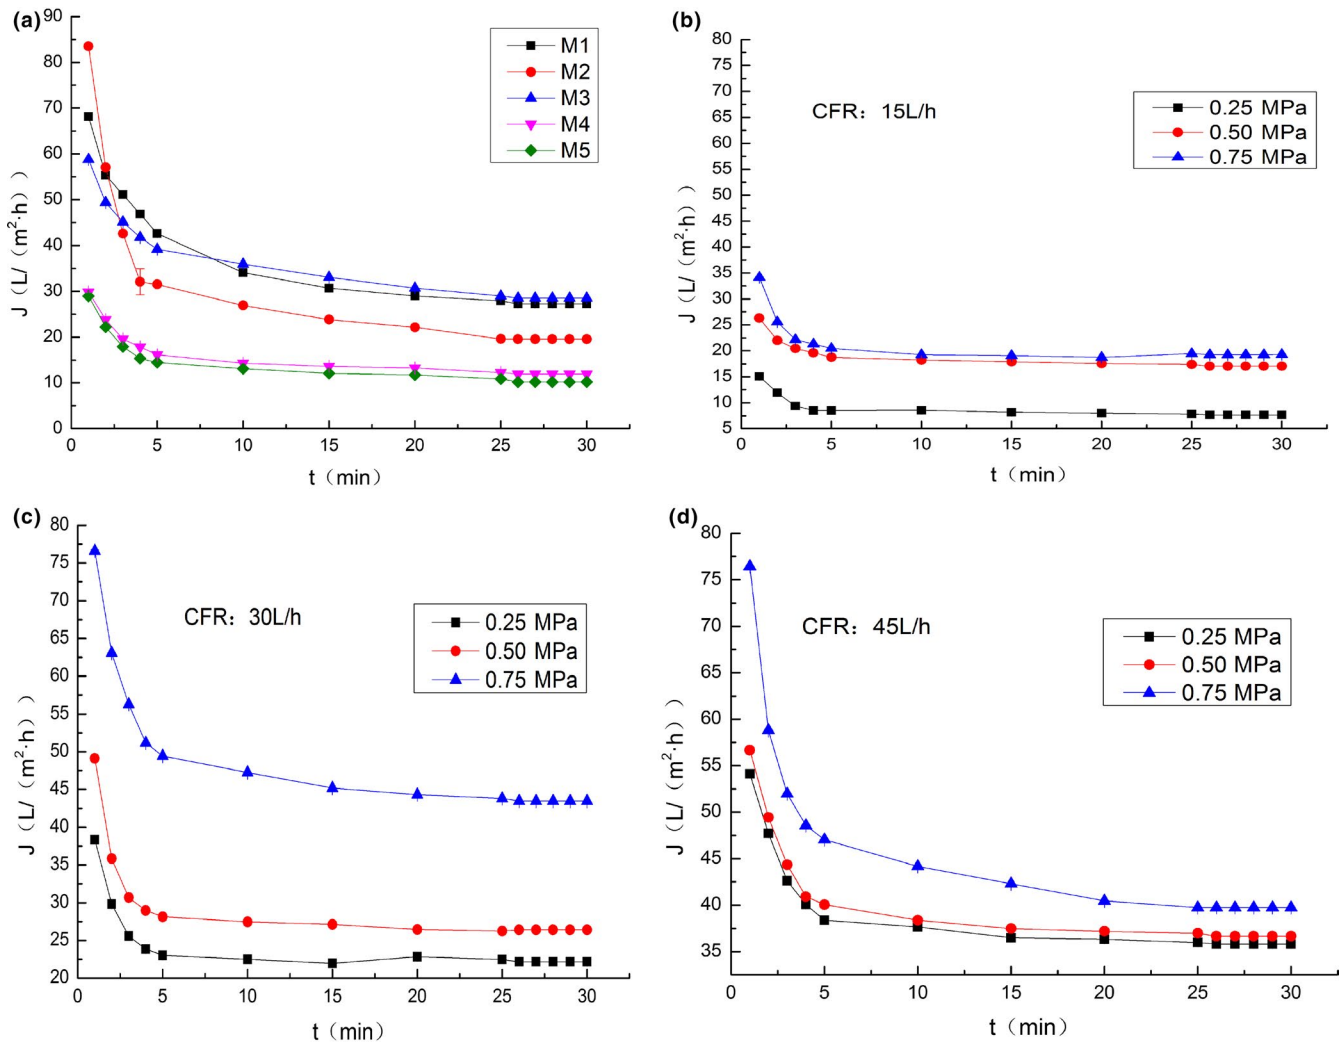 (a)
90
80
70
60
50
40
30
20
10
0
J（L/（m²·h））
0 5 10 15 20 25 30
t（min）
M1
M2
M3
M4
M5
(b)
80
75
70
65
60
55
50
45
40
35
30
25
20
15
10
5
J（L/（m²·h））
0 5 10 15 20 25 30
t（min）
CFR：15L/h
0.25 MPa
0.50 MPa
0.75 MPa
(c)
80
75
70
65
60
55
50
45
40
35
30
25
20
J（L/（m²·h））
0 5 10 15 20 25 30
t（min）
CFR：30L/h
0.25 MPa
0.50 MPa
0.75 MPa
(d)
80
75
70
65
60
55
50
45
40
35
J（L/（m²·h））
0 5 10 15 20 25 30
t（min）
CFR：45L/h
0.25 MPa
0.50 MPa
0.75 MPa